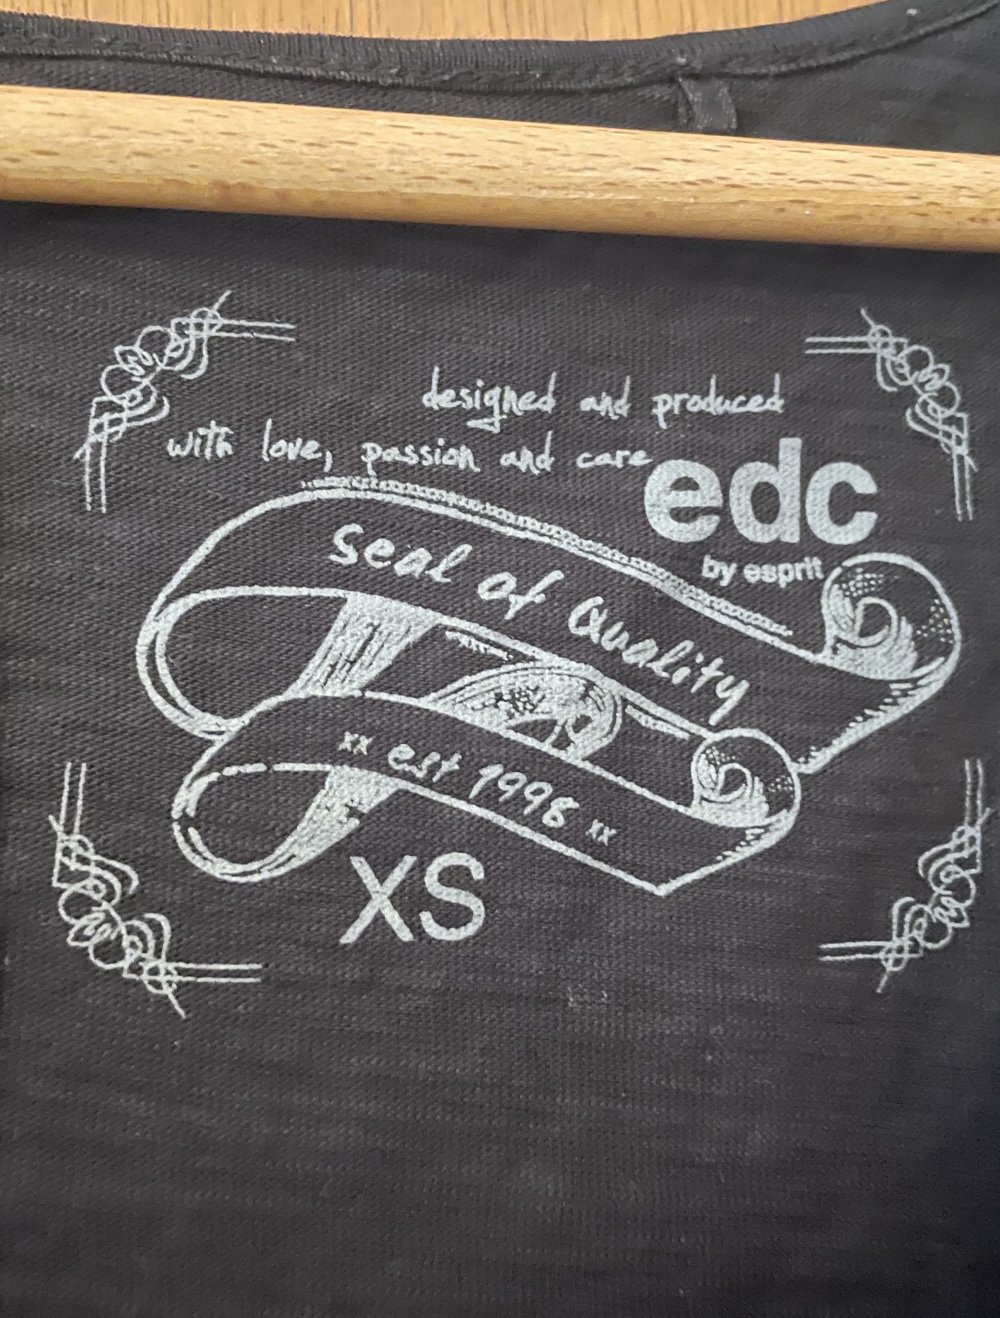 designed and produced
with love, passion and care
edc
by esprit
Seal of Quality
xx est 1998 xx
XS